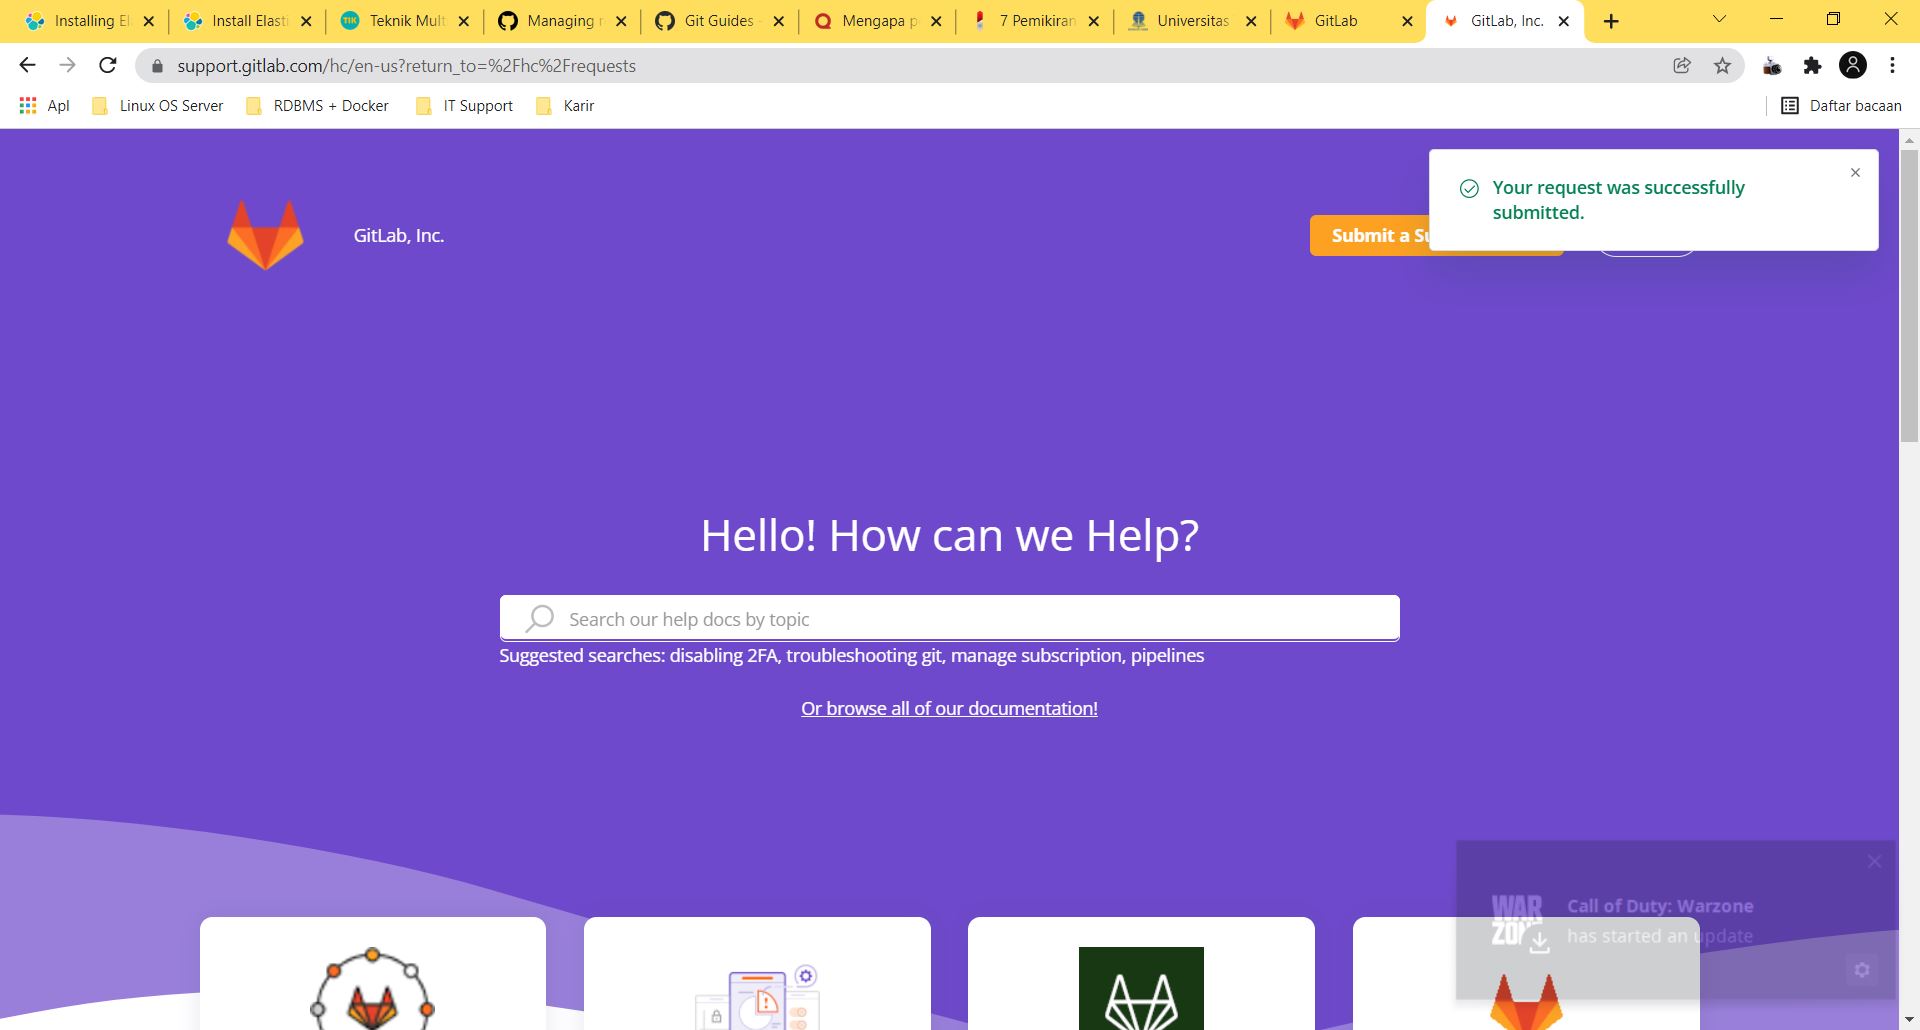 Installing El
Install Elasti
Teknik Mult
Managing r
Git Guides -
Mengapa p
7 Pemikiran
Universitas
GitLab
GitLab, Inc.
support.gitlab.com/hc/en-us?return_to=%2Fhc%2Frequests
Apl
Linux OS Server
RDBMS + Docker
IT Support
Karir
Daftar bacaan
GitLab, Inc.
Submit a Su
Your request was successfully
submitted.
Hello! How can we Help?
Search our help docs by topic
Suggested searches: disabling 2FA, troubleshooting git, manage subscription, pipelines
Or browse all of our documentation!
WAR
Call of Duty: Warzone
has started an update